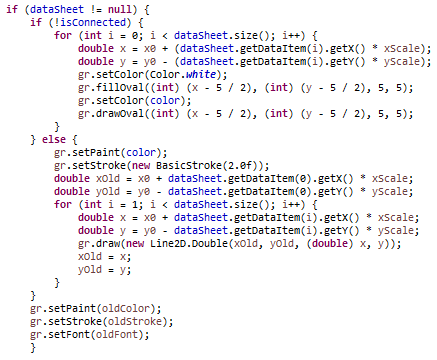 if (dataSheet != null) {
    if (!isConnected) {
        for (int i = 0; i < dataSheet.size(); i++) {
            double x = x0 + (dataSheet.getDataItem(i).getX() * xScale);
            double y = y0 - (dataSheet.getDataItem(i).getY() * yScale);
            gr.setColor(Color.white);
            gr.fillOval((int) (x - 5 / 2), (int) (y - 5 / 2), 5, 5);
            gr.setColor(color);
            gr.drawOval((int) (x - 5 / 2), (int) (y - 5 / 2), 5, 5);
        }
    } else {
        gr.setPaint(color);
        gr.setStroke(new BasicStroke(2.0f));
        double xOld = x0 + dataSheet.getDataItem(0).getX() * xScale;
        double yOld = y0 - dataSheet.getDataItem(0).getY() * yScale;
        for (int i = 1; i < dataSheet.size(); i++) {
            double x = x0 + dataSheet.getDataItem(i).getX() * xScale;
            double y = y0 - dataSheet.getDataItem(i).getY() * yScale;
            gr.draw(new Line2D.Double(xOld, yOld, (double) x, y));
            xOld = x;
            yOld = y;
        }
    }
    gr.setPaint(oldColor);
    gr.setStroke(oldStroke);
    gr.setFont(oldFont);
    }